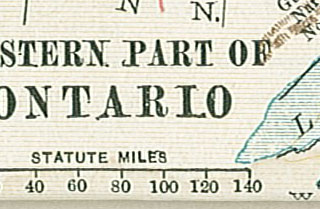 N N.
STERN PART OF
ONTARIO
L
STATUTE MILES
40 60 80 100 120 140
W